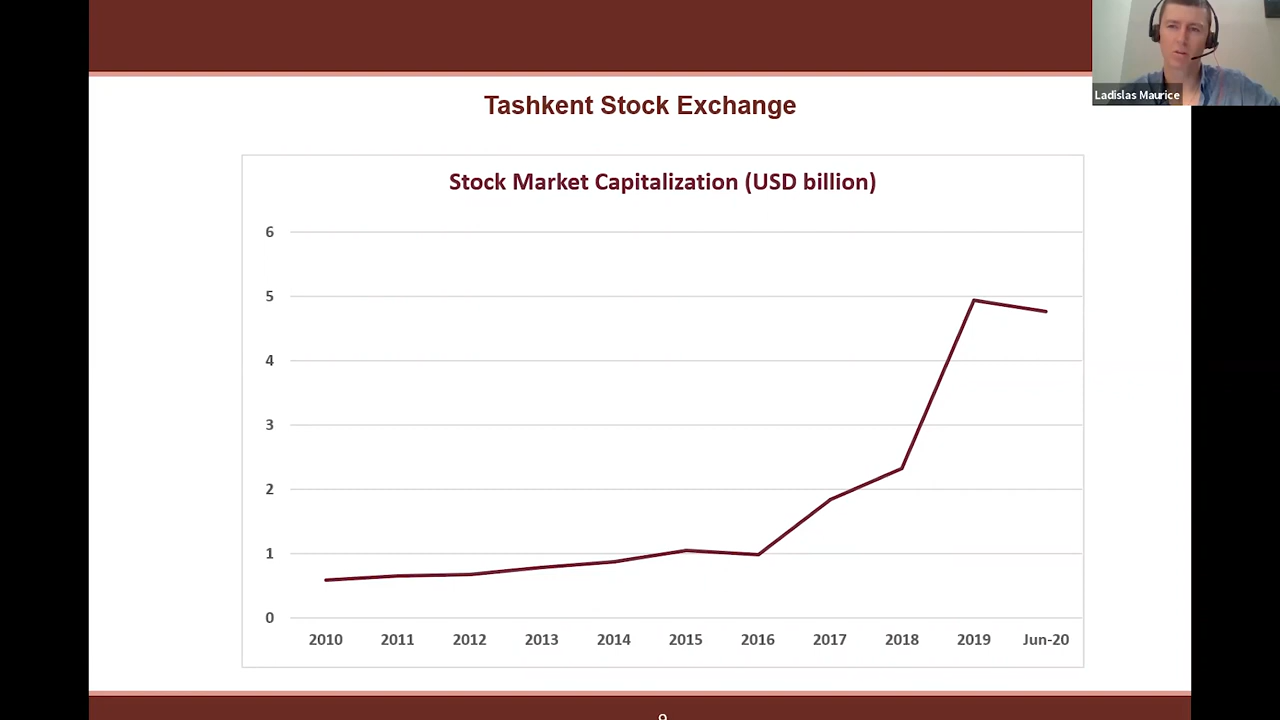 Ladislas Maurice
Tashkent Stock Exchange
Stock Market Capitalization (USD billion)
6
5
4
3
2
1
0
2010 2011 2012 2013 2014 2015 2016 2017 2018 2019 Jun-20
9